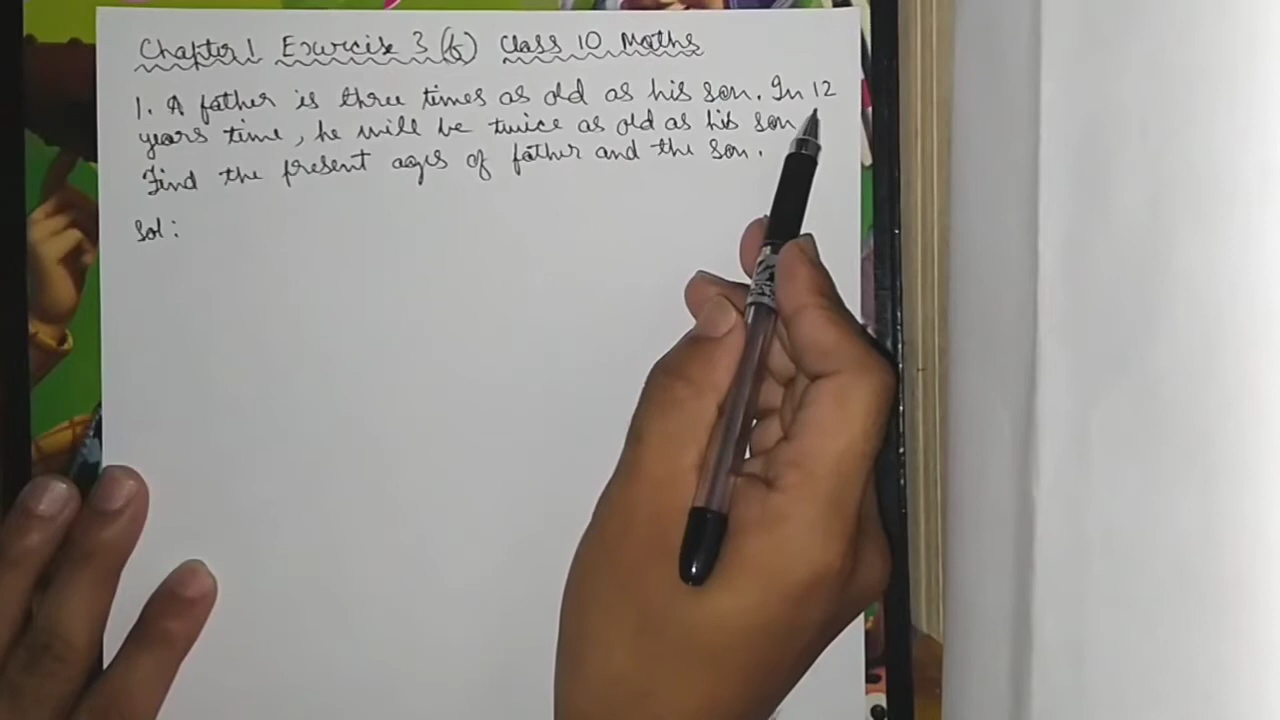 Chapter 1 Exercise 3 (b) Class 10 Maths
1. A father is three times as old as his son. In 12
years time, he will be twice as old as his son
Find the present ages of father and the son.
Sol: